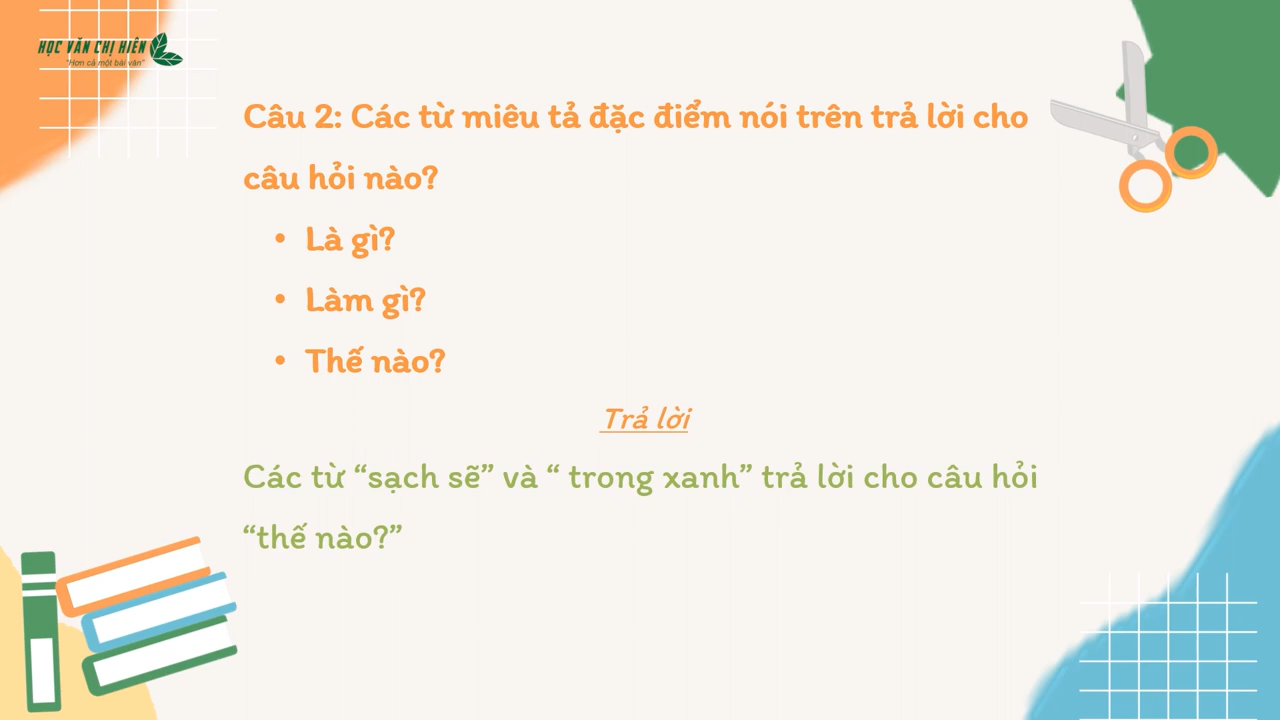 HỌC VĂN CHỊ HIÊN
"Hơn cả một bài văn"
Câu 2: Các từ miêu tả đặc điểm nói trên trả lời cho
câu hỏi nào?
• Là gì?
• Làm gì?
• Thế nào?
Trả lời
Các từ “sạch sẽ” và “ trong xanh” trả lời cho câu hỏi
“thế nào?”